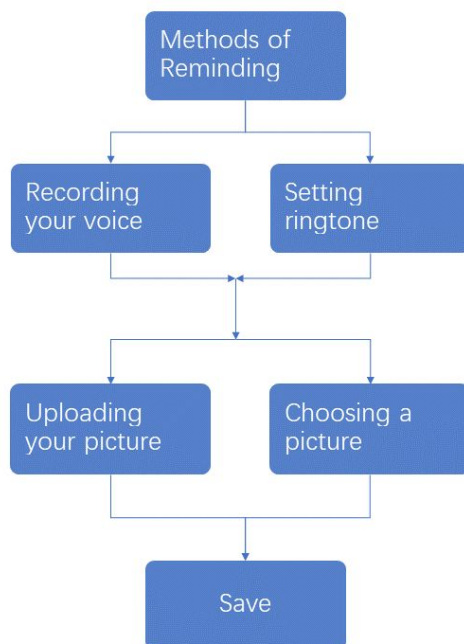 Methods of
Reminding
Recording
your voice
Setting
ringtone
Uploading
your picture
Choosing a
picture
Save